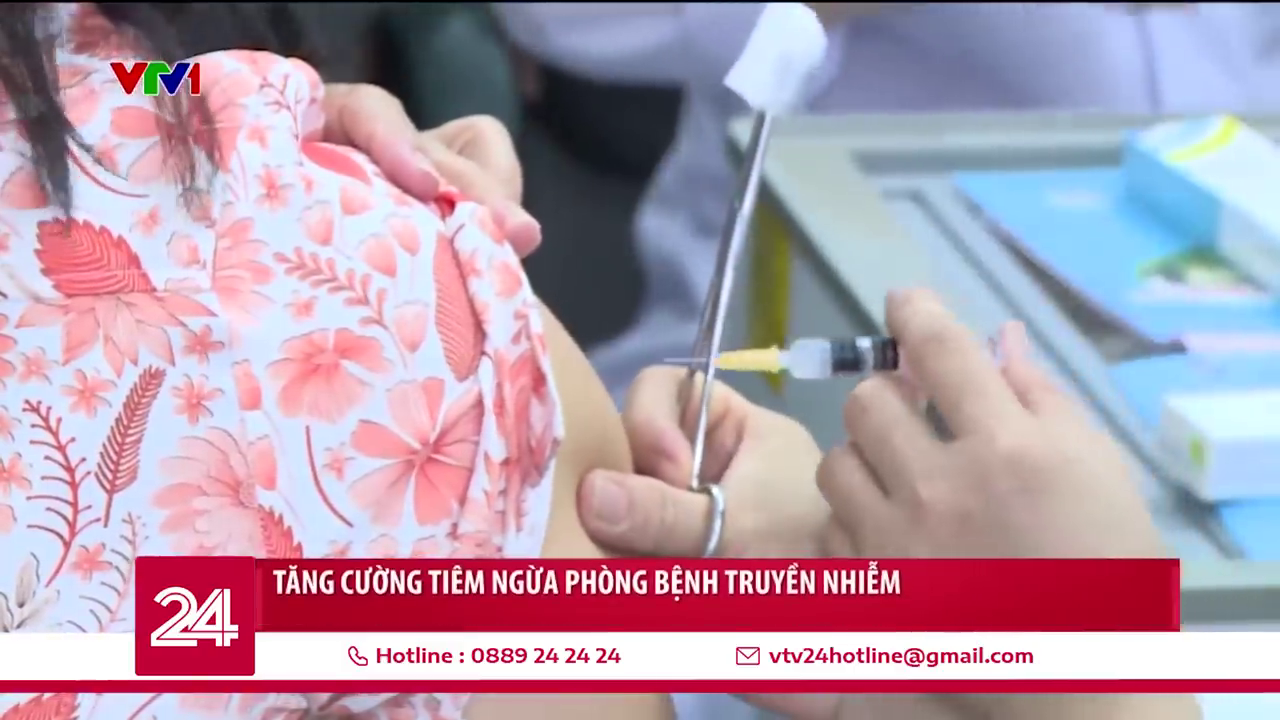 VTV1
TĂNG CƯỜNG TIÊM NGỪA PHÒNG BỆNH TRUYỀN NHIỄM
24
Hotline : 0889 24 24 24
vtv24hotline@gmail.com